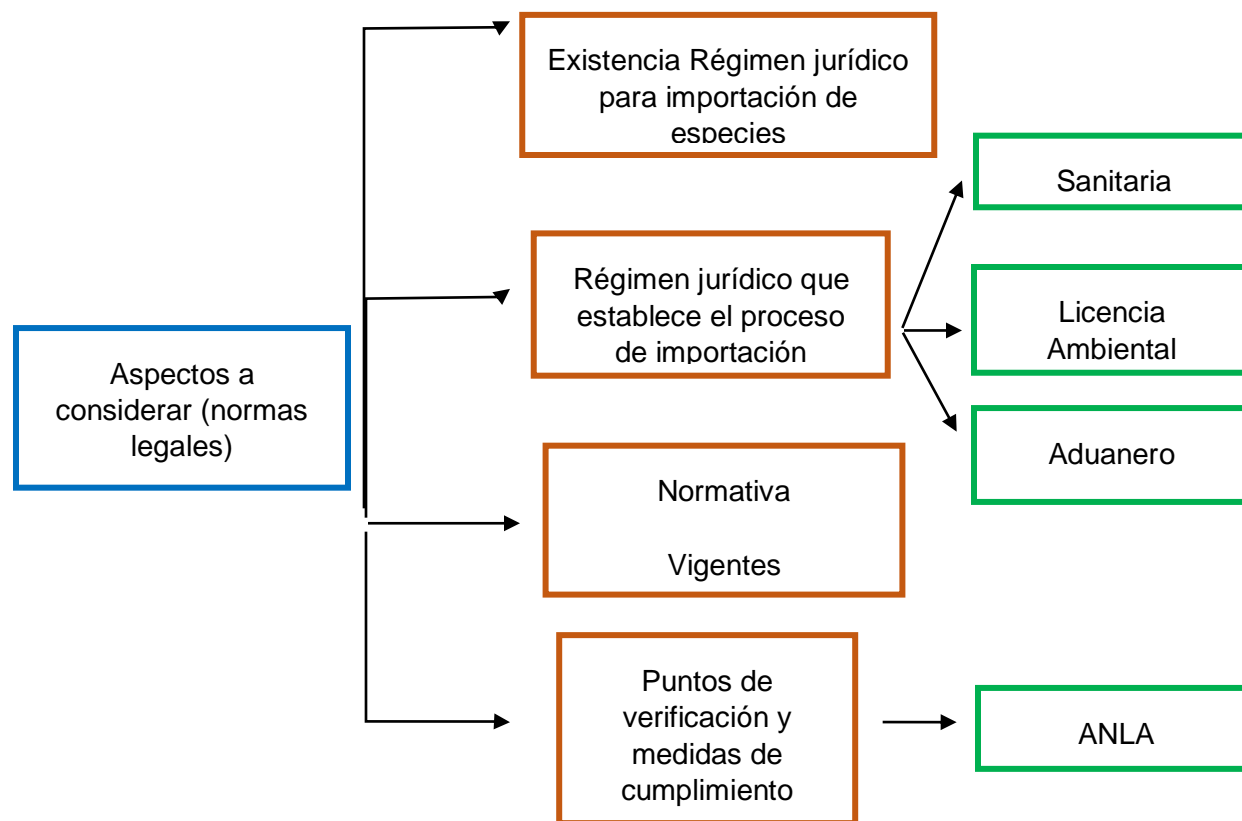 Existencia Régimen jurídico
para importación de
especies
Sanitaria
Régimen jurídico que
establece el proceso
de importación
Licencia
Ambiental
Aspectos a
considerar (normas
legales)
Aduanero
Normativa
Vigentes
Puntos de
verificación y
medidas de
cumplimiento
ANLA